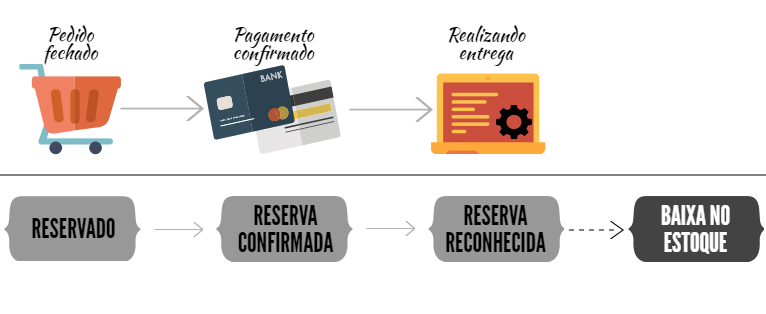 Pedido
fechado
Pagamento
confirmado
Realizando
entrega
BANK
RESERVADO
RESERVA
CONFIRMADA
RESERVA
RECONHECIDA
BAIXA NO
ESTOQUE